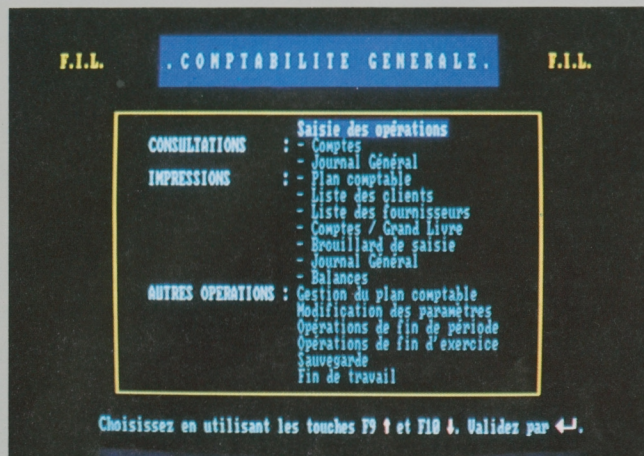 F.I.L. .COMPTABILITE GENERALE. F.I.L.
Saisie des opérations
CONSULTATIONS : - Comptes
- Journal Général
IMPRESSIONS : - Plan comptable
- Liste des clients
- Liste des fournisseurs
- Comptes / Grand Livre
- Brouillard de saisie
- Journal Général
- Balances
AUTRES OPERATIONS : Gestion du plan comptable
Modification des paramètres
Opérations de fin de période
Opérations de fin d'exercice
Sauvegarde
Fin de travail
Choisissez en utilisant les touches F9 ↑ et F10 ↓. Validez par ↵.